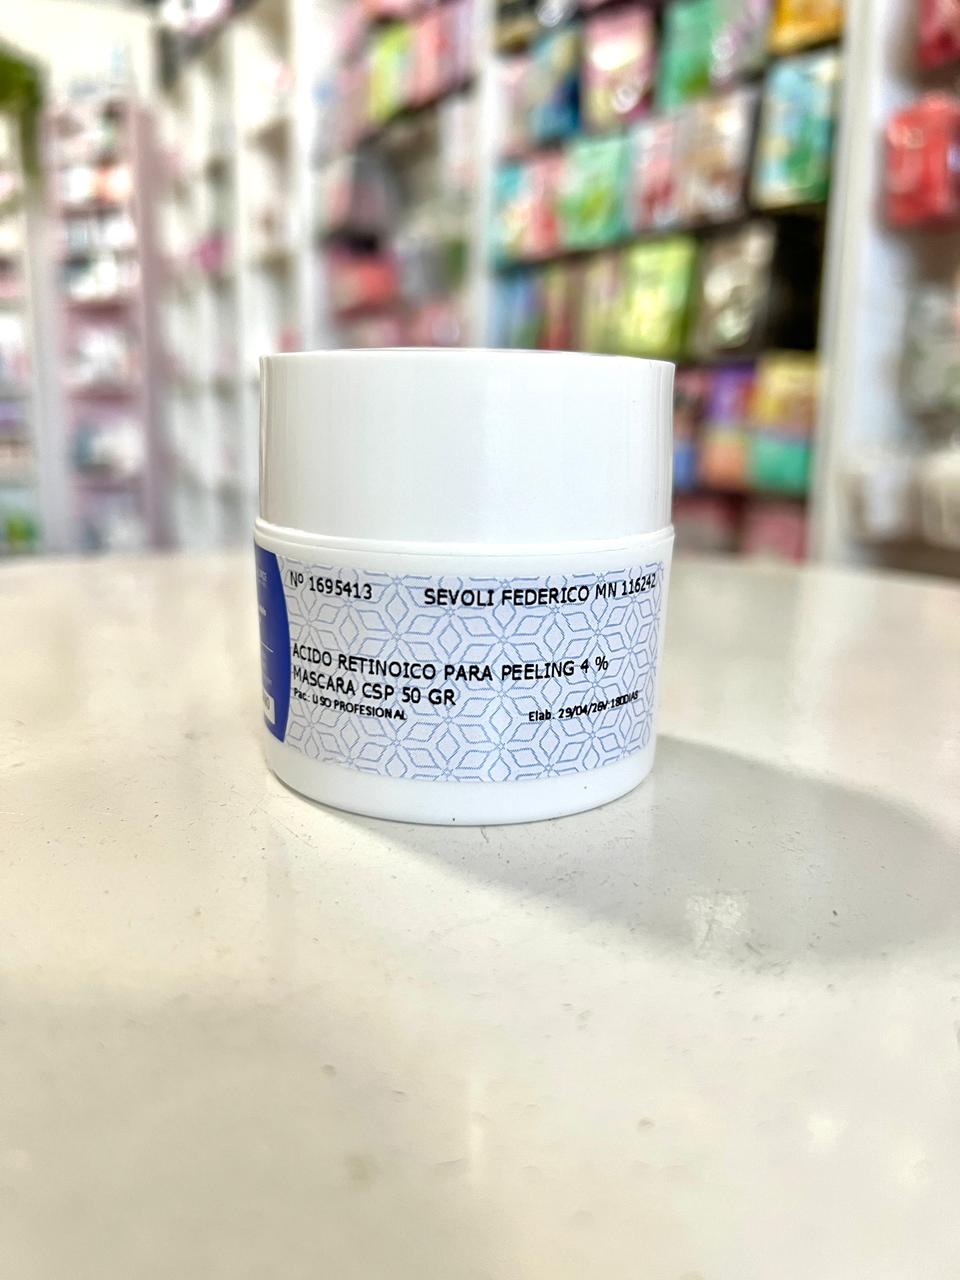 Nº 1695413 SEVOLI FEDERICO MN 116242
ACIDO RETINOICO PARA PEELING 4 %
MASCARA CSP 50 GR
Pac.: USO PROFESIONAL Elab. 29/04/26 V:180DIAS